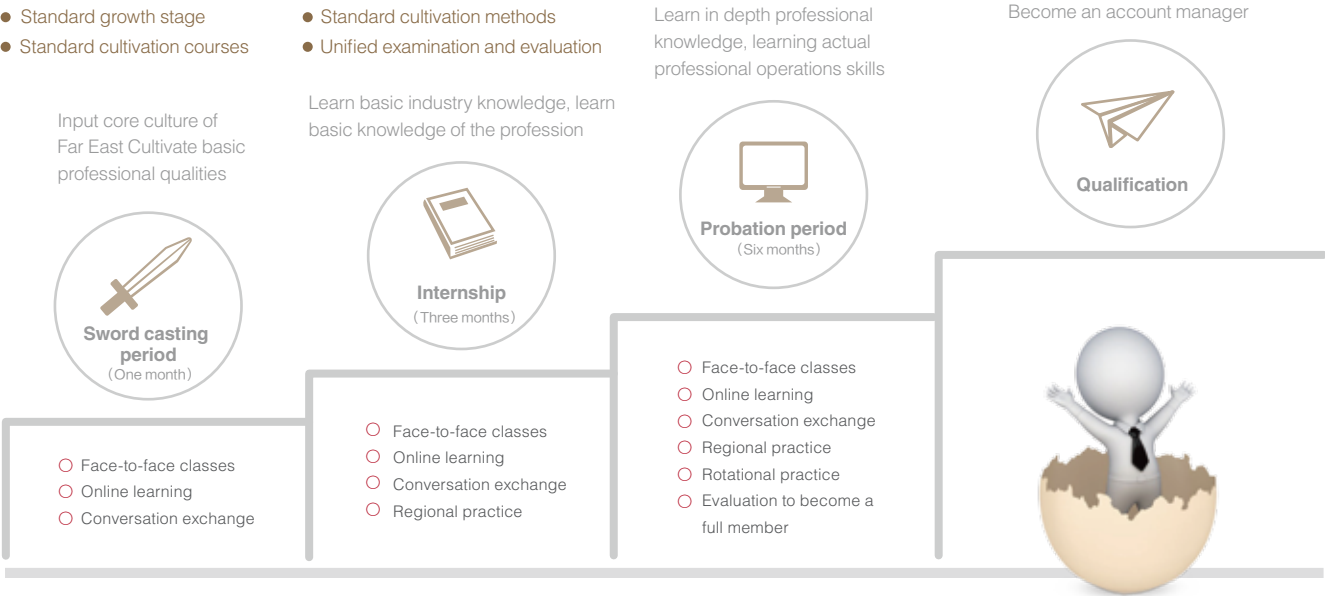 ● Standard growth stage
● Standard cultivation courses
● Standard cultivation methods
● Unified examination and evaluation
Input core culture of
Far East Cultivate basic
professional qualities
Sword casting
period
(One month)
○ Face-to-face classes
○ Online learning
○ Conversation exchange
Learn basic industry knowledge, learn
basic knowledge of the profession
Internship
(Three months)
○ Face-to-face classes
○ Online learning
○ Conversation exchange
○ Regional practice
Learn in depth professional
knowledge, learning actual
professional operations skills
Probation period
(Six months)
○ Face-to-face classes
○ Online learning
○ Conversation exchange
○ Regional practice
○ Rotational practice
○ Evaluation to become a
full member
Become an account manager
Qualification